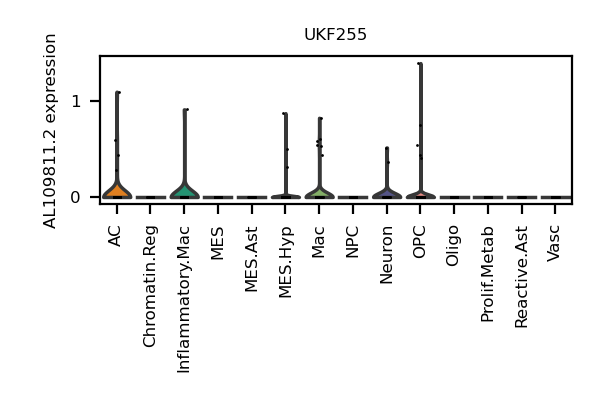 UKF255
AL109811.2 expression
1
0
AC
Chromatin.Reg
Inflammatory.Mac
MES
MES.Ast
MES.Hyp
Mac
NPC
Neuron
OPC
Oligo
Prolif.Metab
Reactive.Ast
Vasc